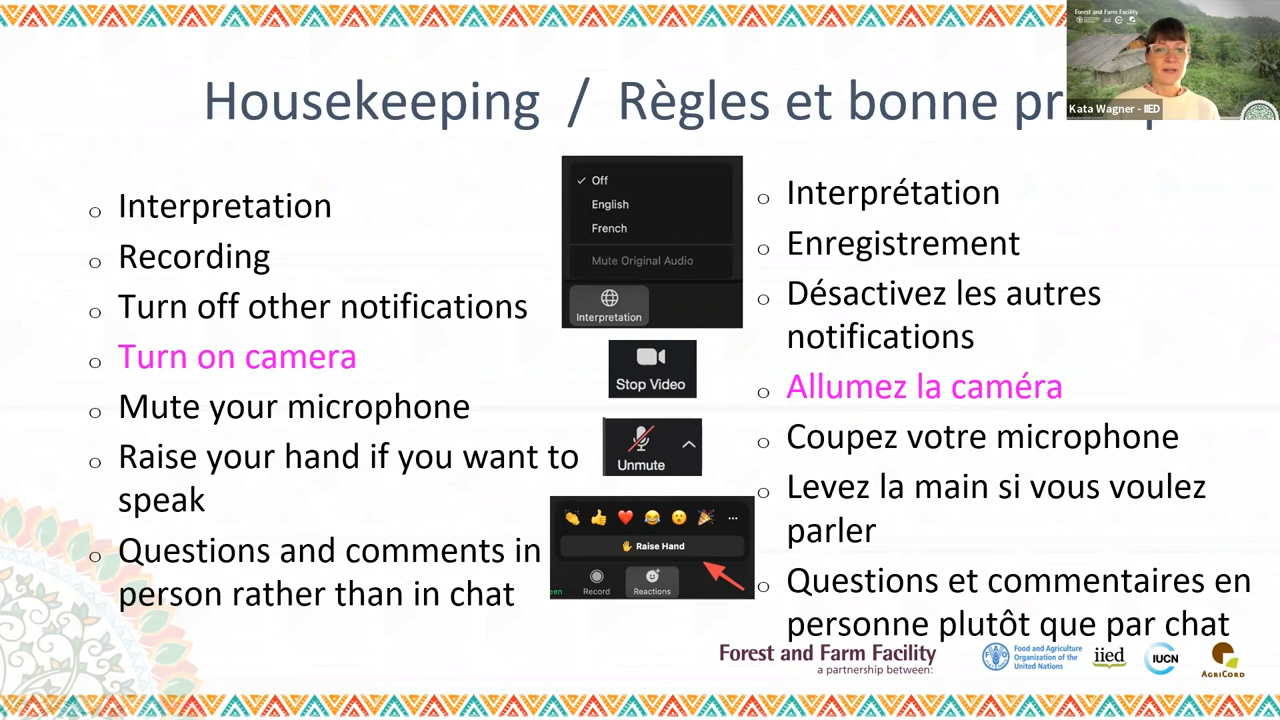 Housekeeping / Règles et bonne
Forest and Farm Facility
Kata Wagner - IIED
Interpretation
Recording
Turn off other notifications
Turn on camera
Mute your microphone
Raise your hand if you want to
speak
Questions and comments in
person rather than in chat
Off
English
French
Mute Original Audio
Interpretation
Stop Video
Unmute
Raise Hand
Record
Reactions
Interprétation
Enregistrement
Désactivez les autres
notifications
Allumez la caméra
Coupez votre microphone
Levez la main si vous voulez
parler
Questions et commentaires en
personne plutôt que par chat
Forest and Farm Facility
a partnership between:
Food and Agriculture
Organization of the
United Nations
iied
IUCN
AGRICORD